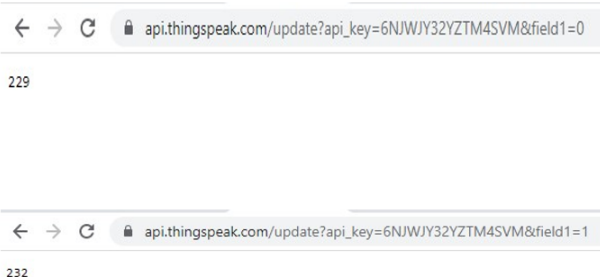 api.thingspeak.com/update?api_key=6NJWJY32YZTM4SVM&field1=0
229
api.thingspeak.com/update?api_key=6NJWJY32YZTM4SVM&field1=1
232